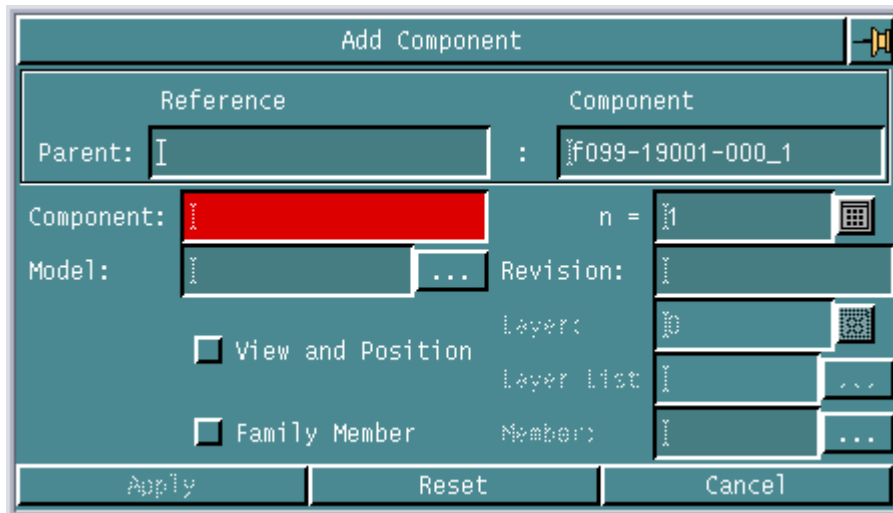 Add Component
Reference Component
Parent: : f099-19001-000_1
Component: n = 1
Model: ... Revision:
Layer: 0
View and Position
Layer List ...
Family Member Member: ...
Apply Reset Cancel